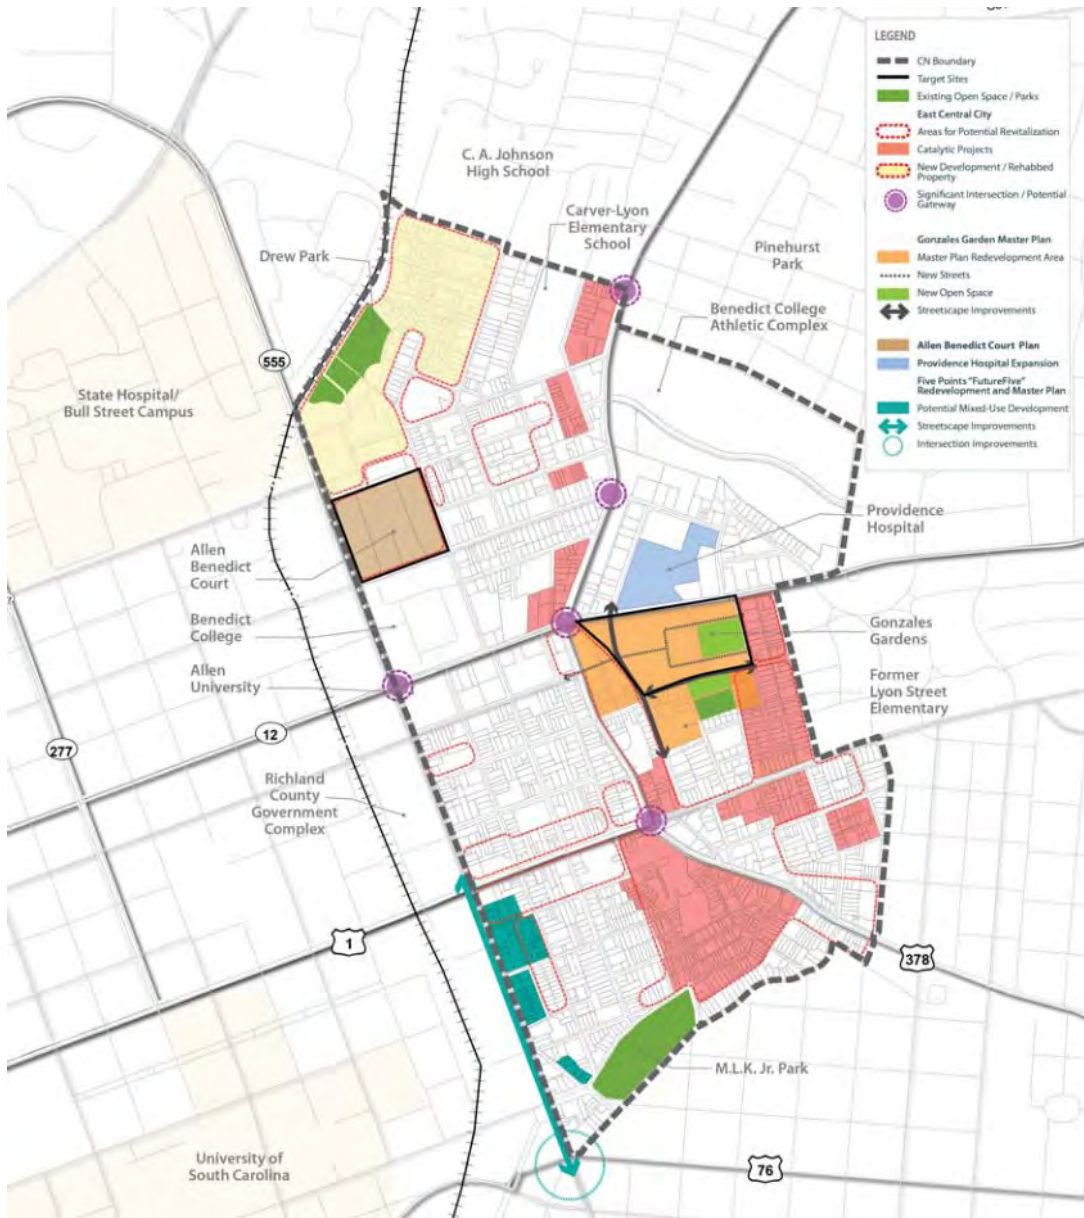 LEGEND
CN Boundary
Target Sites
Existing Open Space / Parks
East Central City
Areas for Potential Revitalization
Catalytic Projects
New Development / Rehabbed
Property
Significant Intersection / Potential
Gateway
Gonzales Garden Master Plan
Master Plan Redevelopment Area
New Streets
New Open Space
Streetscape Improvements
Allen Benedict Court Plan
Providence Hospital Expansion
Five Points "FutureFive"
Redevelopment and Master Plan
Potential Mixed-Use Development
Streetscape Improvements
Intersection Improvements
C. A. Johnson
High School
Carver-Lyon
Elementary
School
Pinehurst
Park
Drew Park
Benedict College
Athletic Complex
555
State Hospital/
Bull Street Campus
Providence
Hospital
Allen
Benedict
Court
Benedict
College
Gonzales
Gardens
Allen
University
Former
Lyon Street
Elementary
12
277
Richland
County
Government
Complex
1
378
M.L.K. Jr. Park
University of
South Carolina
76